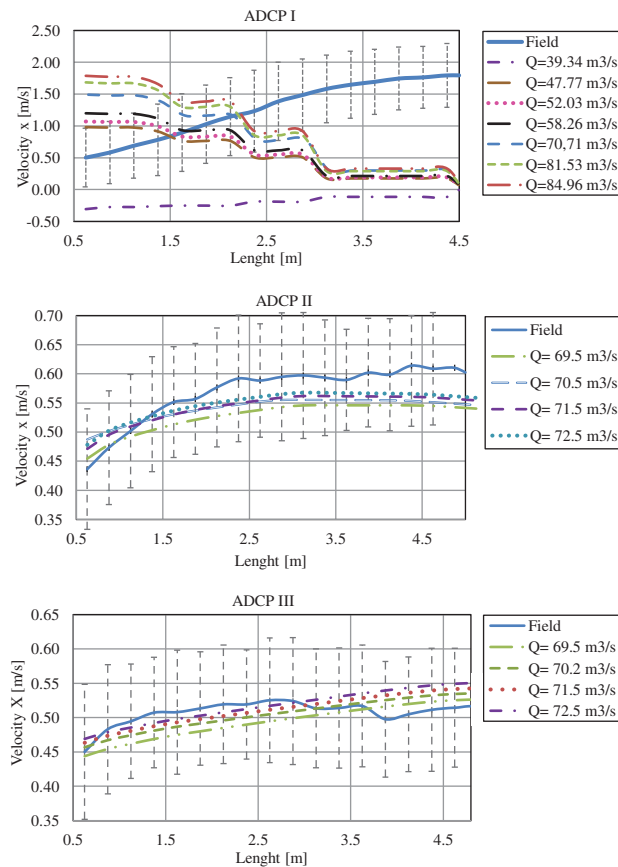 ADCP I
Velocity x [m/s]
2.50
2.00
1.50
1.00
0.50
0.00
-0.50
0.5
1.5
2.5
3.5
4.5
Lenght [m]
Field
Q=39.34 m3/s
Q=47.77 m3/s
Q=52.03 m3/s
Q=58.26 m3/s
Q=70,71 m3/s
Q=81.53 m3/s
Q=84.96 m3/s
ADCP II
Velocity x [m/s]
0.70
0.65
0.60
0.55
0.50
0.45
0.40
0.35
0.5
1.5
2.5
3.5
4.5
Lenght [m]
Field
Q= 69.5 m3/s
Q= 70.5 m3/s
Q= 71.5 m3/s
Q= 72.5 m3/s
ADCP III
Velocity X [m/s]
0.65
0.60
0.55
0.50
0.45
0.40
0.35
0.5
1.5
2.5
3.5
4.5
Lenght [m]
Field
Q= 69.5 m3/s
Q= 70.2 m3/s
Q= 71.5 m3/s
Q= 72.5 m3/s